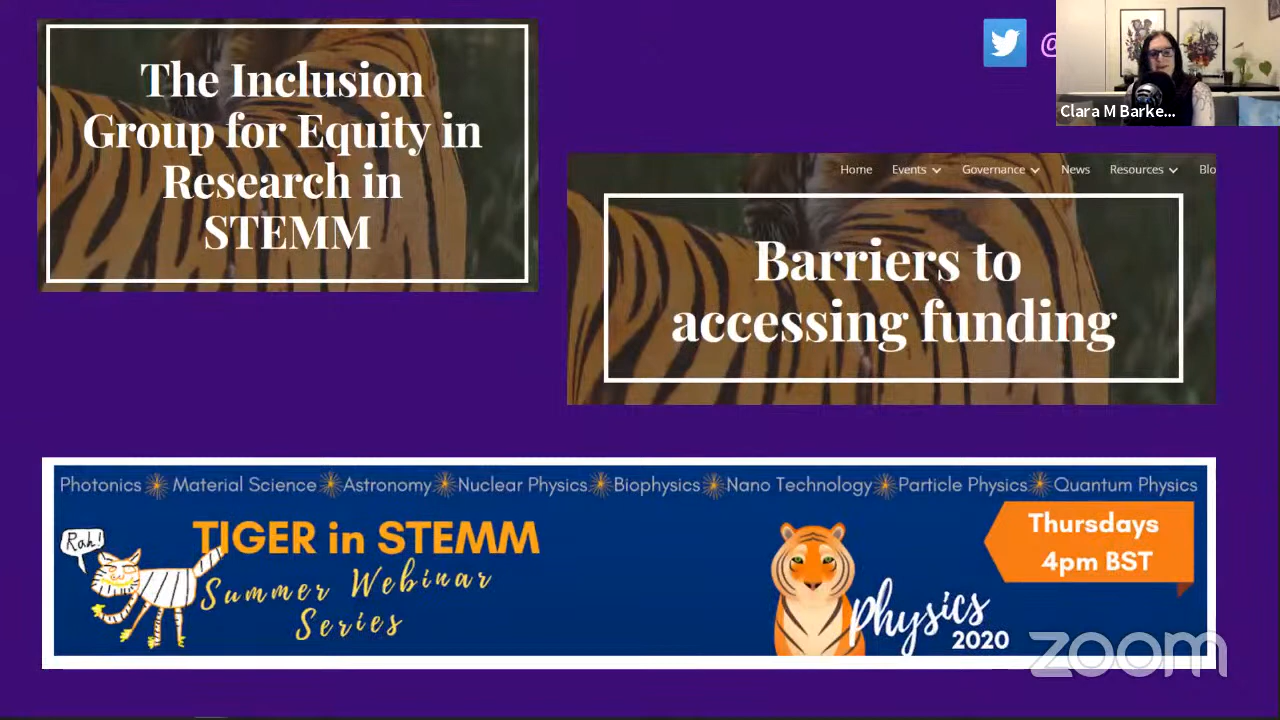 The Inclusion
Group for Equity in
Research in
STEMM
@
Clara M Barke...
Home Events Governance News Resources Blo
Barriers to
accessing funding
Photonics Material Science Astronomy Nuclear Physics Biophysics Nano Technology Particle Physics Quantum Physics
Rah!
TIGER in STEMM
Summer Webinar
Series
Physics
2020
Thursdays
4pm BST
zoom